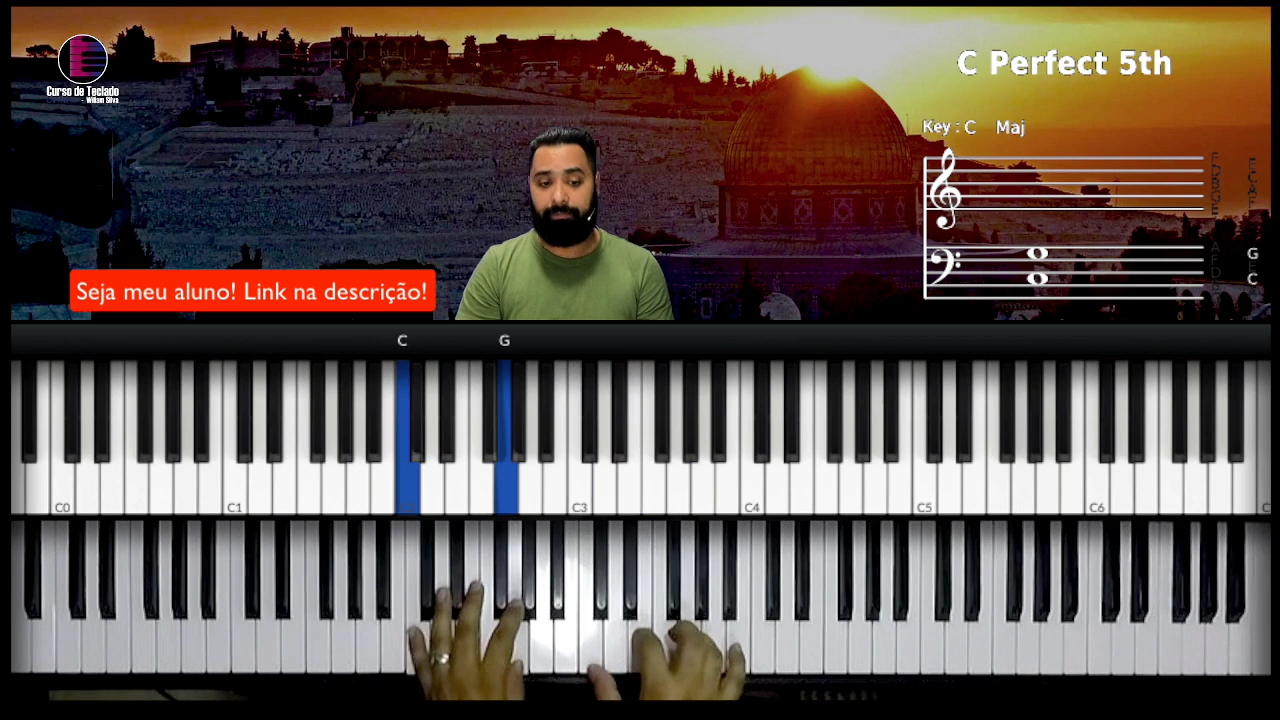 Curso de Teclado
- William Silva
C Perfect 5th
Key : C Maj
G
C
Seja meu aluno! Link na descrição!
C G
C0 C1 C3 C4 C5 C6 C